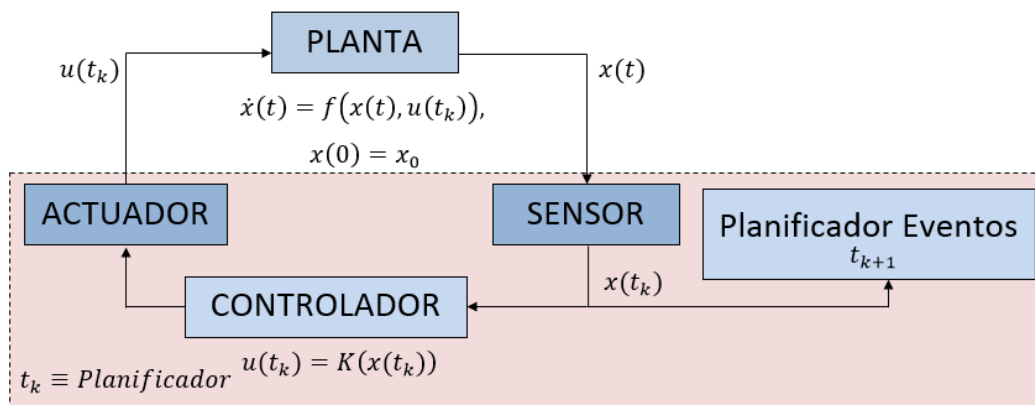 PLANTA
u(t_k)
x(t)
ẋ(t) = f(x(t), u(t_k)),
x(0) = x_0
ACTUADOR
SENSOR
Planificador Eventos
t_{k+1}
x(t_k)
CONTROLADOR
u(t_k) = K(x(t_k))
t_k ≡ Planificador